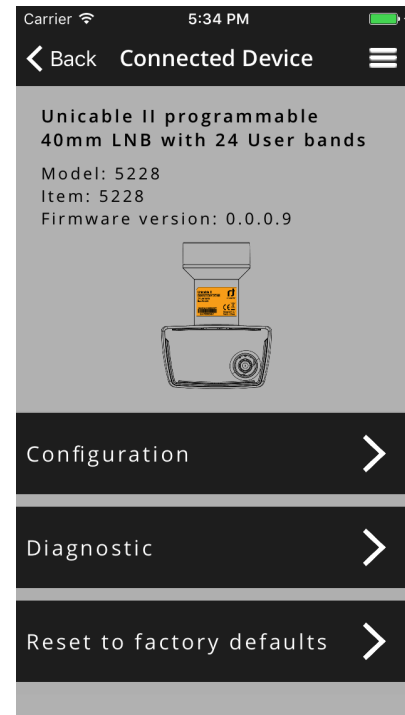 Carrier 5:34 PM
Back Connected Device
Unicable II programmable
40mm LNB with 24 User bands
Model: 5228
Item: 5228
Firmware version: 0.0.0.9
Configuration
Diagnostic
Reset to factory defaults